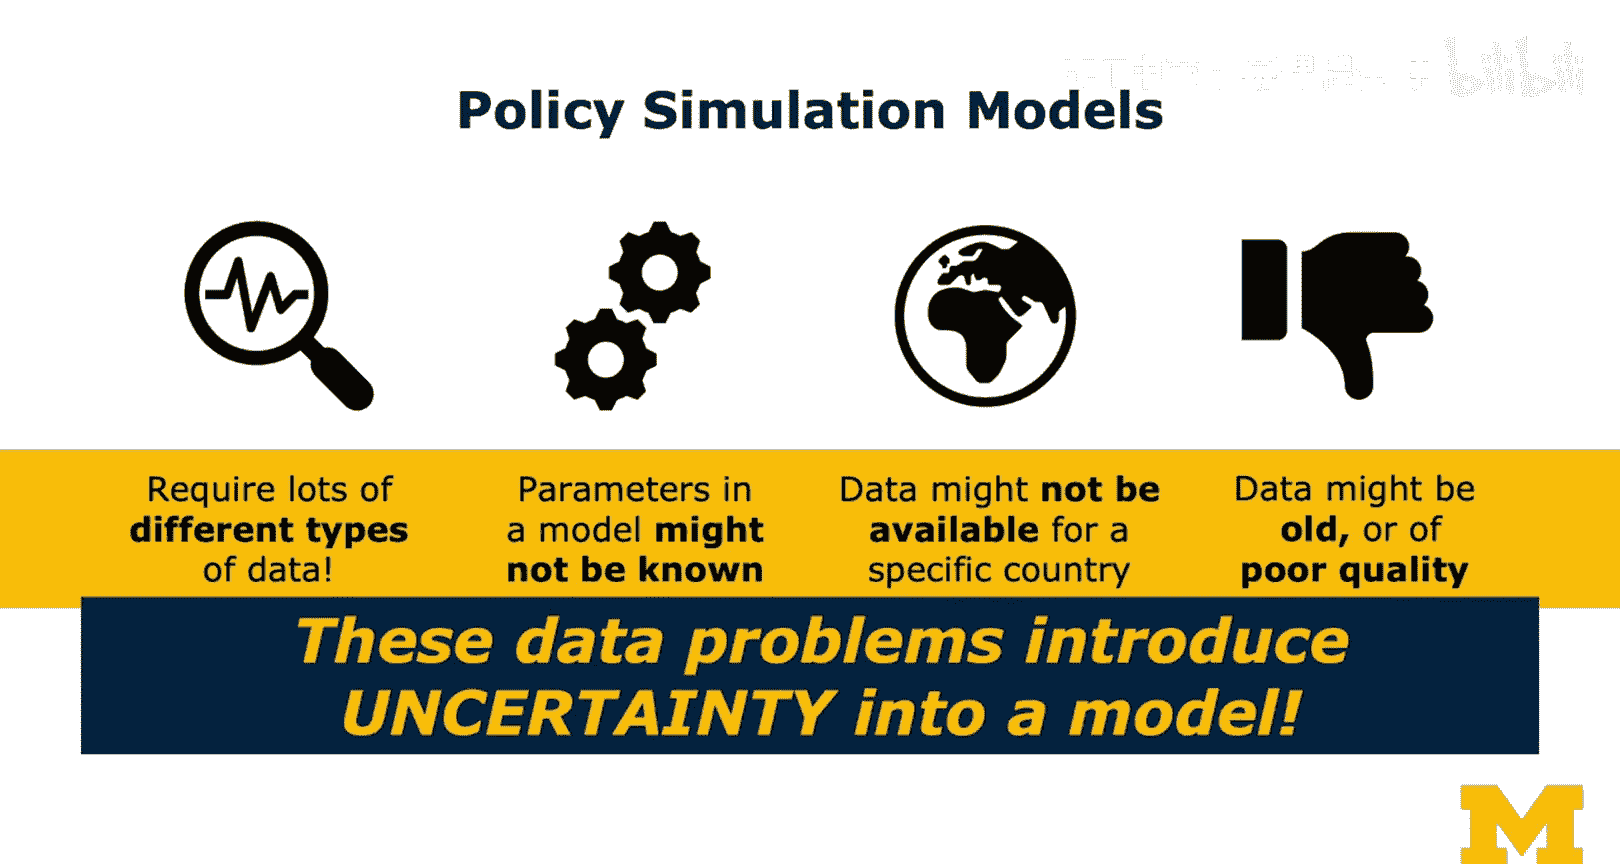 bilibili
Policy Simulation Models
Require lots of
different types
of data!
Parameters in
a model might
not be known
Data might not be
available for a
specific country
Data might be
old, or of
poor quality
These data problems introduce
UNCERTAINTY into a model!
M